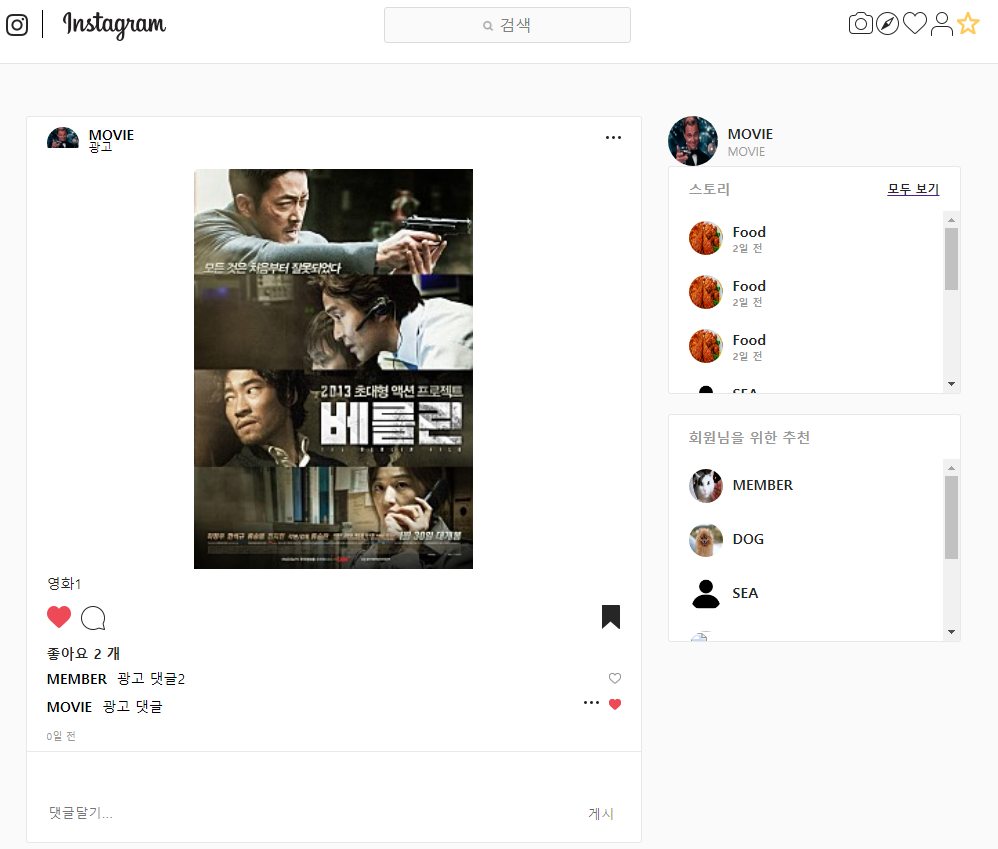 Instagram
검색
MOVIE
광고
모든 것은 처음부터 잘못되었다
2013 초대형 액션 프로젝트
베를린
THE BERLIN FILE
30일 대개봉
영화1
좋아요 2 개
MEMBER 광고 댓글2
MOVIE 광고 댓글
0일 전
댓글달기...
게시
MOVIE
MOVIE
스토리 모두 보기
Food
2일 전
Food
2일 전
Food
2일 전
SEA
회원님을 위한 추천
MEMBER
DOG
SEA